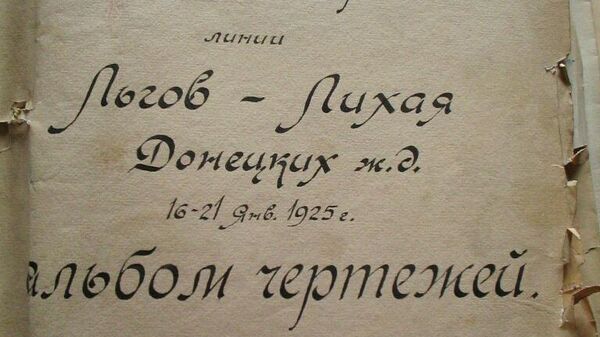 линии
Льгов - Лихая
Донецких ж.д.
16-21 Янв. 1925 г.
альбом чертежей.